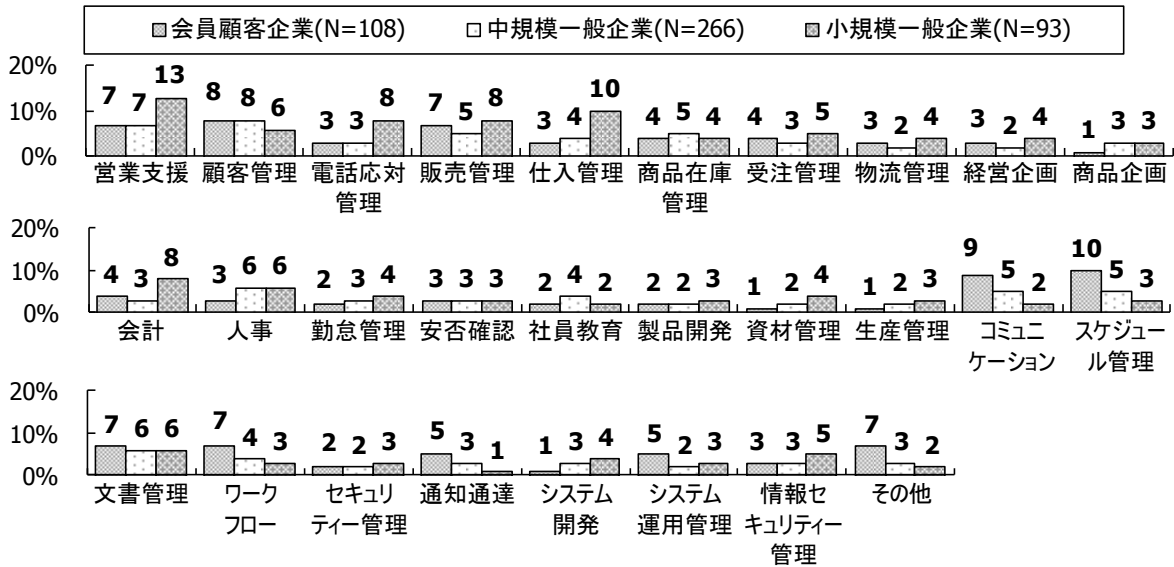 会員顧客企業(N=108) 中規模一般企業(N=266) 小規模一般企業(N=93)
20%
10%
0%
7 7 13 8 8 6 3 3 8 7 5 8 3 4 10 4 5 4 4 3 5 3 2 4 3 2 4 1 3 3
営業支援 顧客管理 電話応対 販売管理 仕入管理 商品在庫 受注管理 物流管理 経営企画 商品企画
管理 管理
20%
10%
0%
4 3 8 3 6 6 2 3 4 3 3 3 2 4 2 2 2 3 1 2 4 1 2 3 9 5 2 10 5 3
会計 人事 勤怠管理 安否確認 社員教育 製品開発 資材管理 生産管理 コミュニ スケジュー
ケーション ル管理
20%
10%
0%
7 6 6 7 4 3 2 2 3 5 3 1 1 3 4 5 2 3 3 3 5 7 3 2
文書管理 ワーク セキュリ 通知通達 システム システム 情報セ その他
フロー ティー管理 開発 運用管理 キュリティー
管理